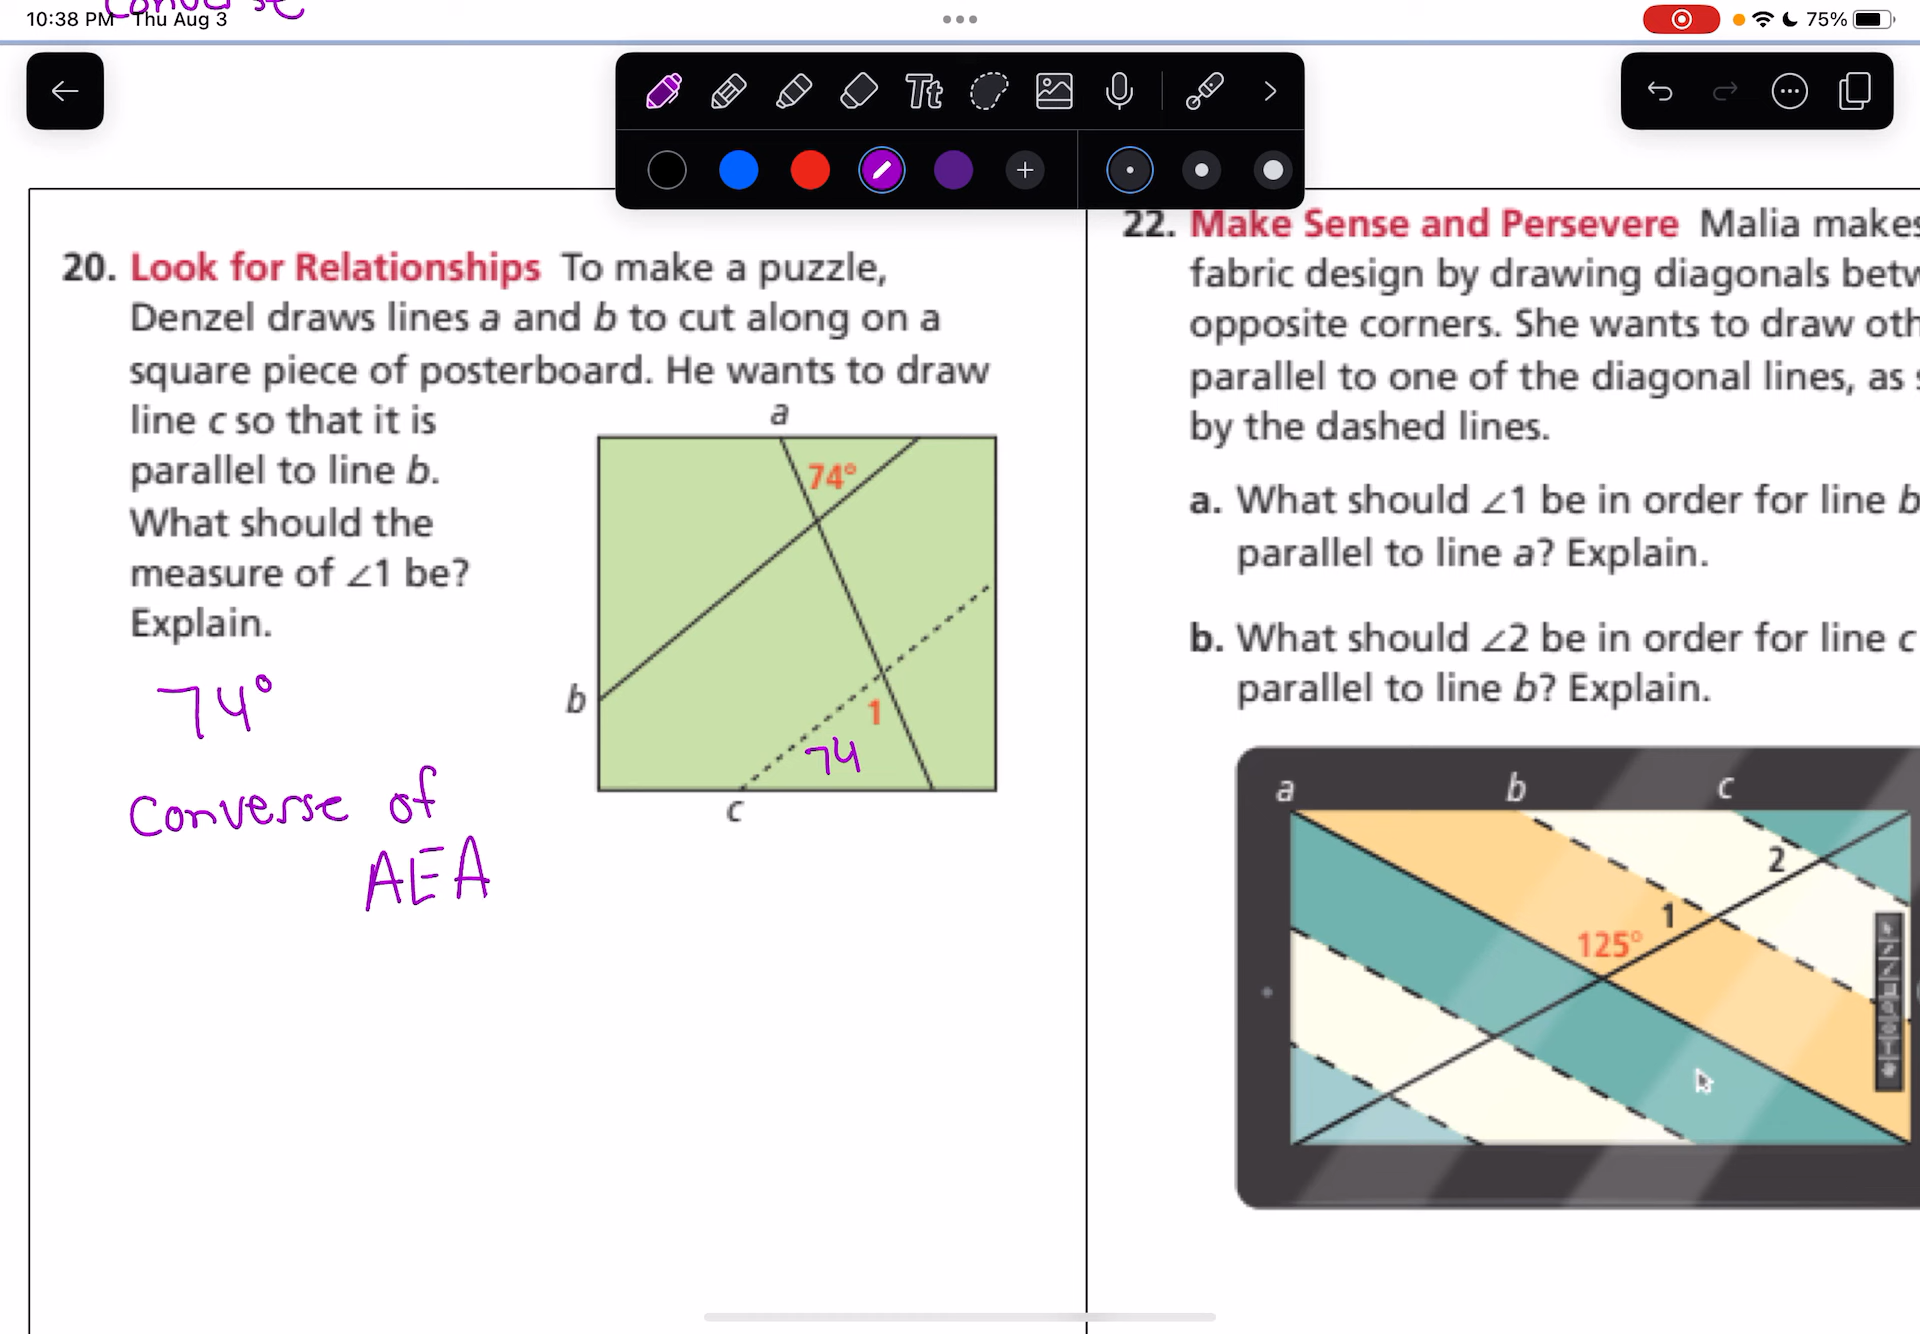 Converse
10:38 PM Thu Aug 3
75%
Tt
20. Look for Relationships To make a puzzle,
Denzel draws lines a and b to cut along on a
square piece of posterboard. He wants to draw
line c so that it is
parallel to line b.
What should the
measure of ∠1 be?
Explain.
a
74°
b
1
74
c
74°
Converse of
AEA
22. Make Sense and Persevere Malia makes
fabric design by drawing diagonals betw
opposite corners. She wants to draw oth
parallel to one of the diagonal lines, as s
by the dashed lines.
a. What should ∠1 be in order for line b
parallel to line a? Explain.
b. What should ∠2 be in order for line c
parallel to line b? Explain.
a b c
2
1
125°